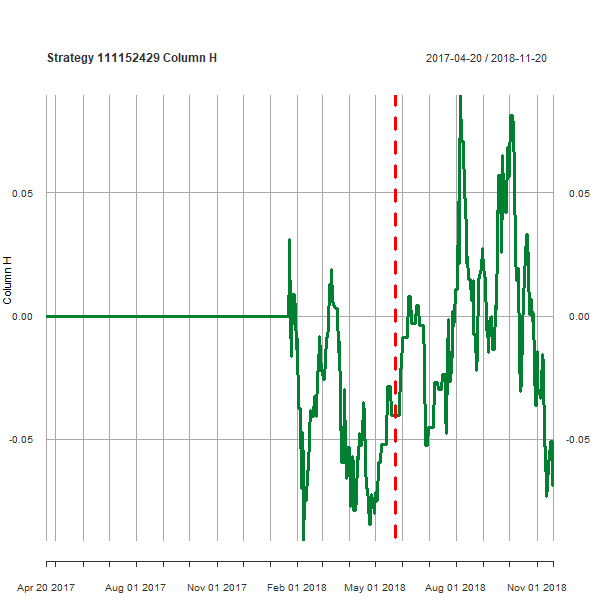 Strategy 111152429 Column H
2017-04-20 / 2018-11-20
0.05
0.00
-0.05
Column H
0.05
0.00
-0.05
Apr 20 2017
Aug 01 2017
Nov 01 2017
Feb 01 2018
May 01 2018
Aug 01 2018
Nov 01 2018